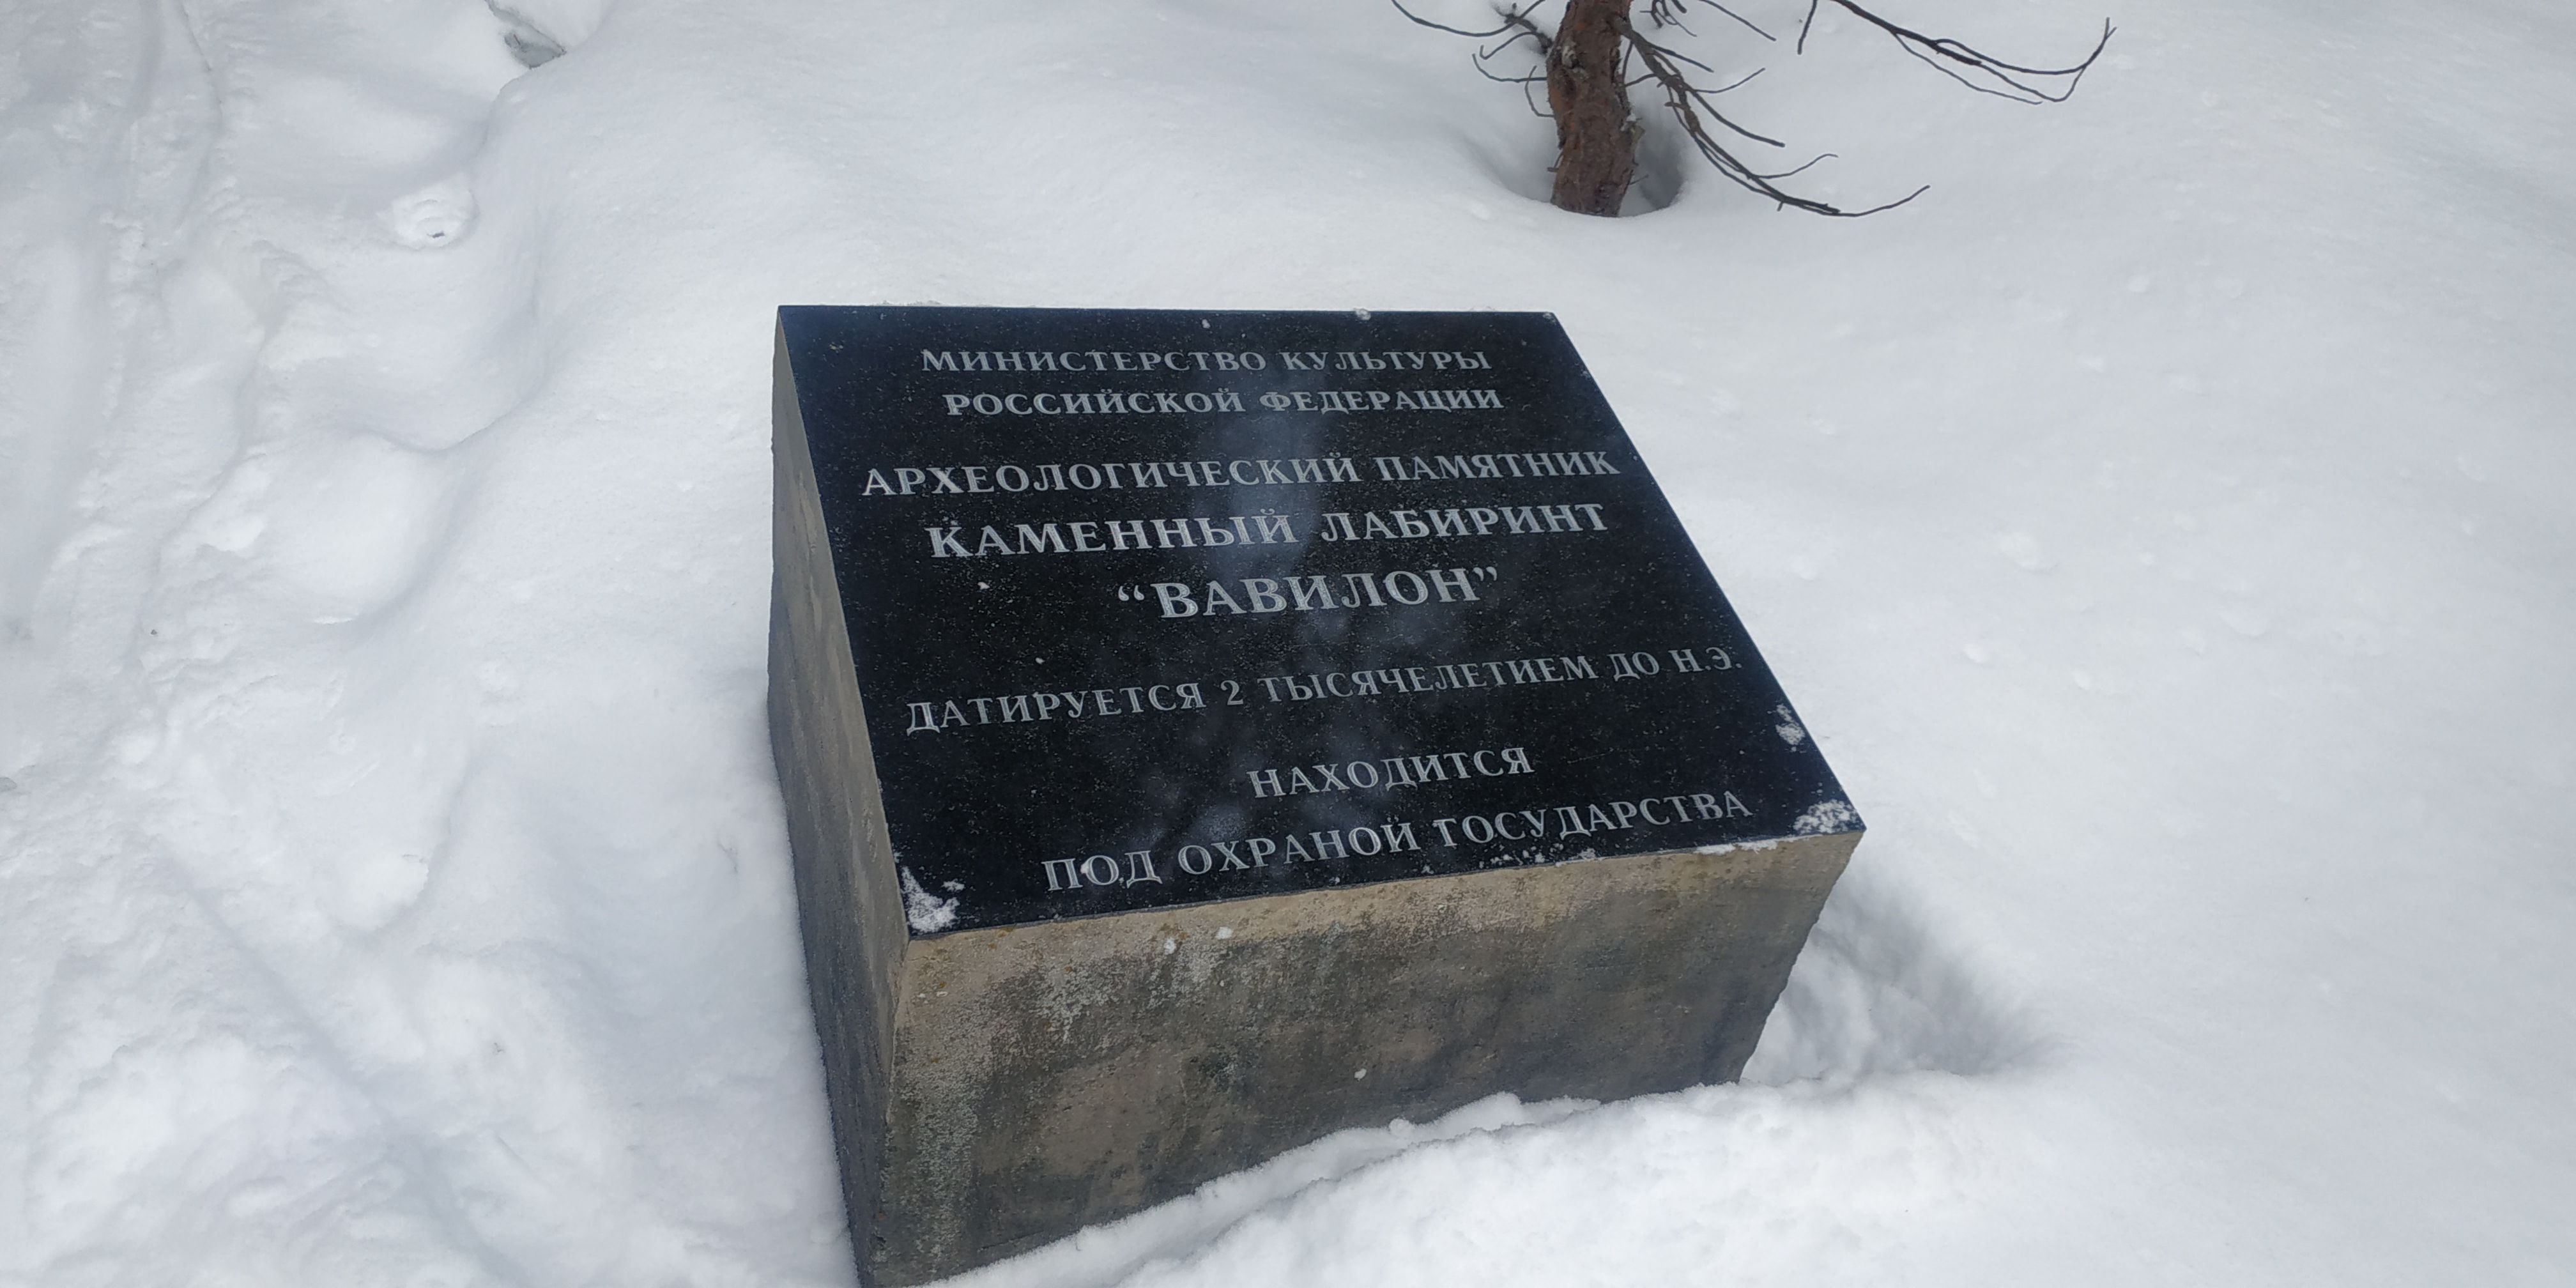 МИНИСТЕРСТВО КУЛЬТУРЫ
РОССИЙСКОЙ ФЕДЕРАЦИИ
АРХЕОЛОГИЧЕСКИЙ ПАМЯТНИК
КАМЕННЫЙ ЛАБИРИНТ
“ВАВИЛОН”
ДАТИРУЕТСЯ 2 ТЫСЯЧЕЛЕТИЕМ ДО Н.Э.
НАХОДИТСЯ
ПОД ОХРАНОЙ ГОСУДАРСТВА